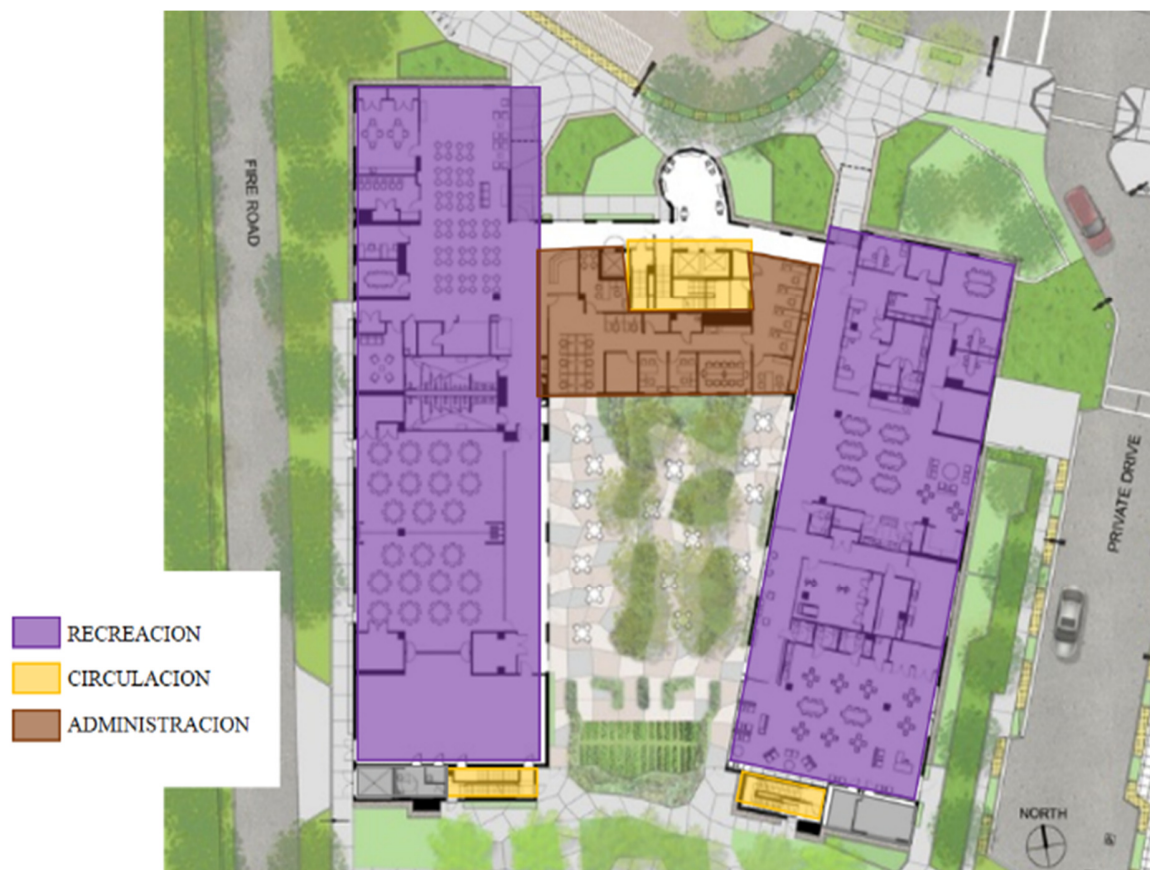 FIRE ROAD
PRIVATE DRIVE
RECREACION
CIRCULACION
ADMINISTRACION
NORTH